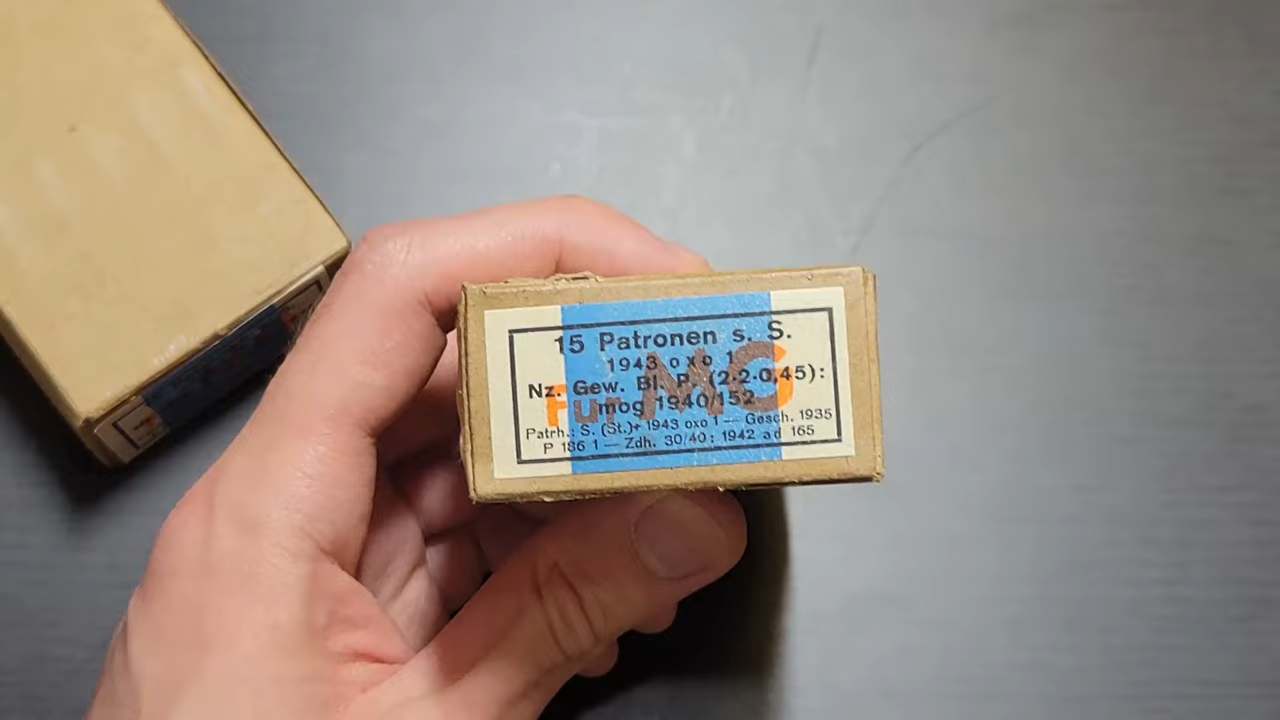 15 Patronen s. S.
1943 oxo 1
Nz. Gew. Bl. P. (2·2·0,45):
mog 1940/152
Patrh.: S. (St.)+ 1943 oxo 1 — Gesch. 1935
P 186 1 — Zdh. 30/40: 1942 ad 165
Für MG